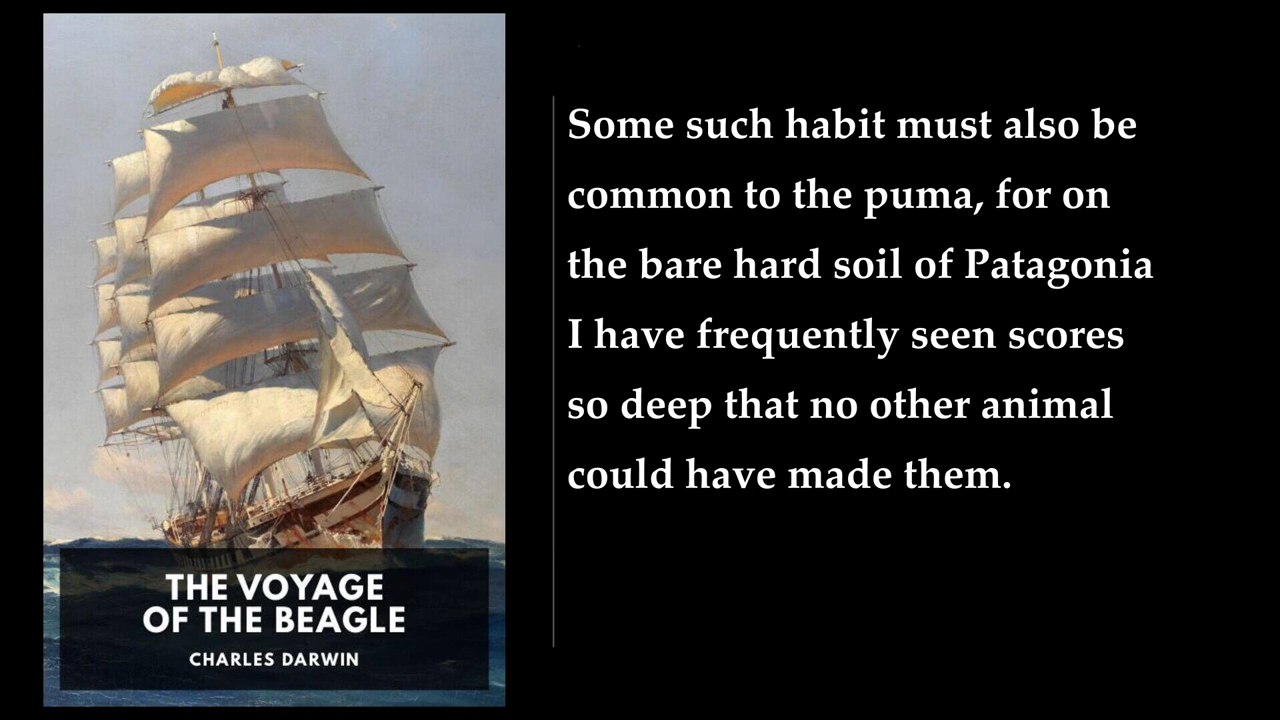 Some such habit must also be
common to the puma, for on
the bare hard soil of Patagonia
I have frequently seen scores
so deep that no other animal
could have made them.
THE VOYAGE
OF THE BEAGLE
CHARLES DARWIN